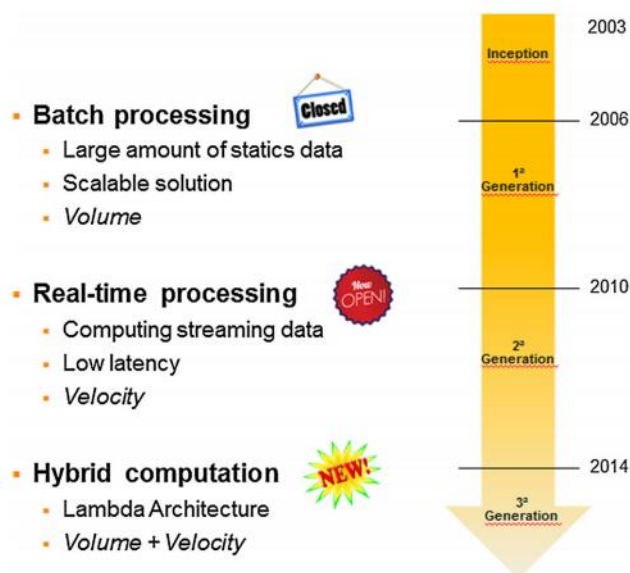 2003
Inception
Closed
Batch processing
2006
Large amount of statics data
Scalable solution
Volume
1ª
Generation
Now
OPEN!
Real-time processing
2010
Computing streaming data
Low latency
Velocity
2ª
Generation
NEW!
Hybrid computation
2014
Lambda Architecture
Volume + Velocity
3ª
Generation